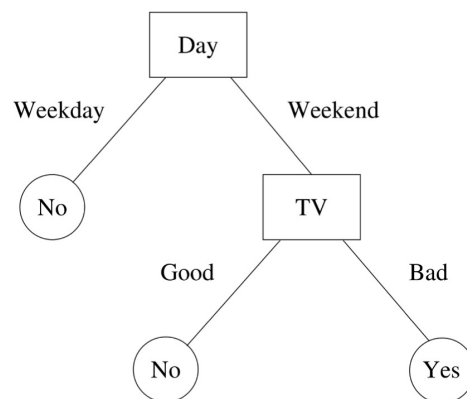 Day
Weekday
Weekend
No
TV
Good
Bad
No
Yes